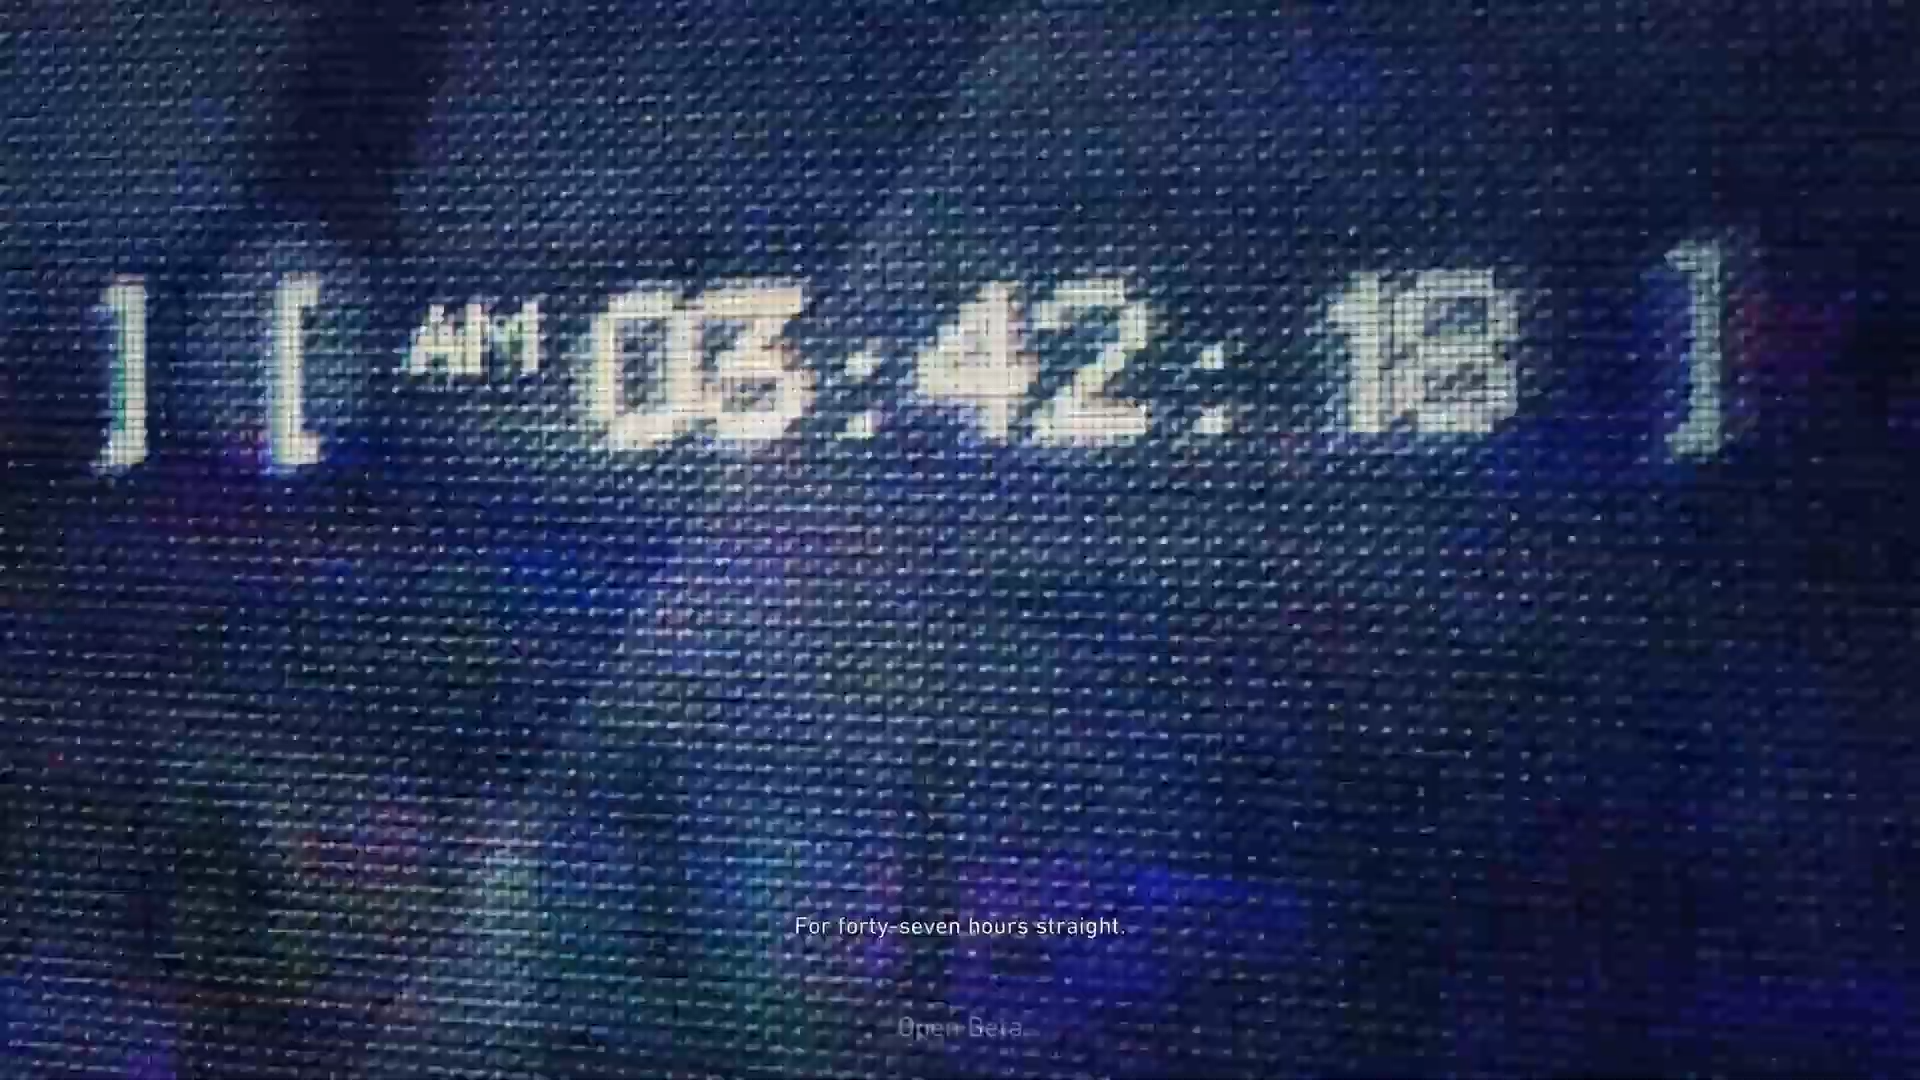 ] [ AM 03:42:18 ]
For forty-seven hours straight.
Open Beta